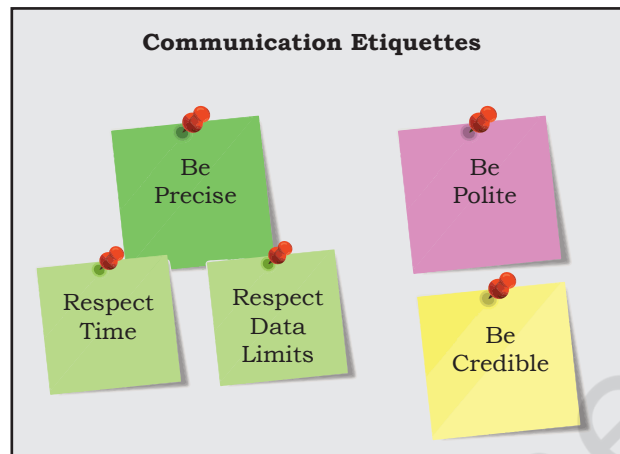 Communication Etiquettes
Be
Precise
Respect
Time
Respect
Data
Limits
Be
Polite
Be
Credible